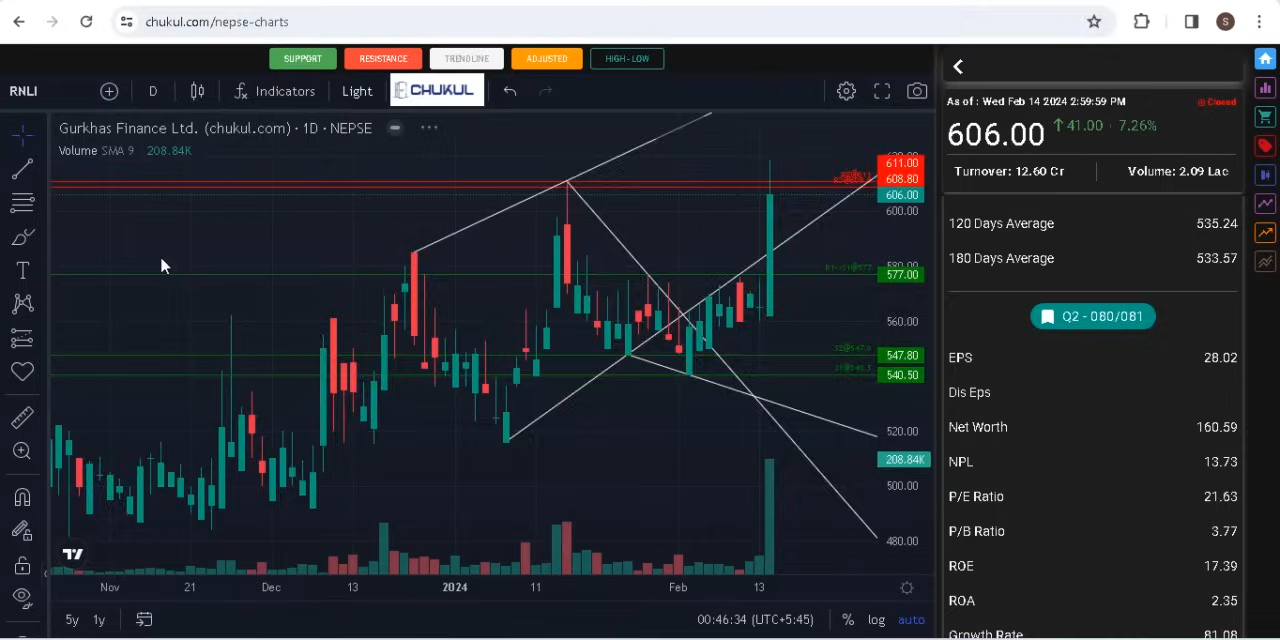 chukul.com/nepse-charts
S
SUPPORT RESISTANCE TRENDLINE ADJUSTED HIGH - LOW
RNLI D Indicators Light CHUKUL
Gurkhas Finance Ltd. (chukul.com) · 1D · NEPSE
Volume SMA 9 208.84K
611.00
608.80
606.00
600.00
577.00
560.00
547.80
540.50
520.00
208.84K
500.00
480.00
Nov 21 Dec 13 2024 11 Feb 13
5y 1y 00:46:34 (UTC+5:45) % log auto
As of : Wed Feb 14 2024 2:59:59 PM Closed
606.00 ↑ 41.00 · 7.26%
Turnover: 12.60 Cr Volume: 2.09 Lac
120 Days Average 535.24
180 Days Average 533.57
Q2 - 080/081
EPS 28.02
Dis Eps
Net Worth 160.59
NPL 13.73
P/E Ratio 21.63
P/B Ratio 3.77
ROE 17.39
ROA 2.35
Growth Rate 81.08